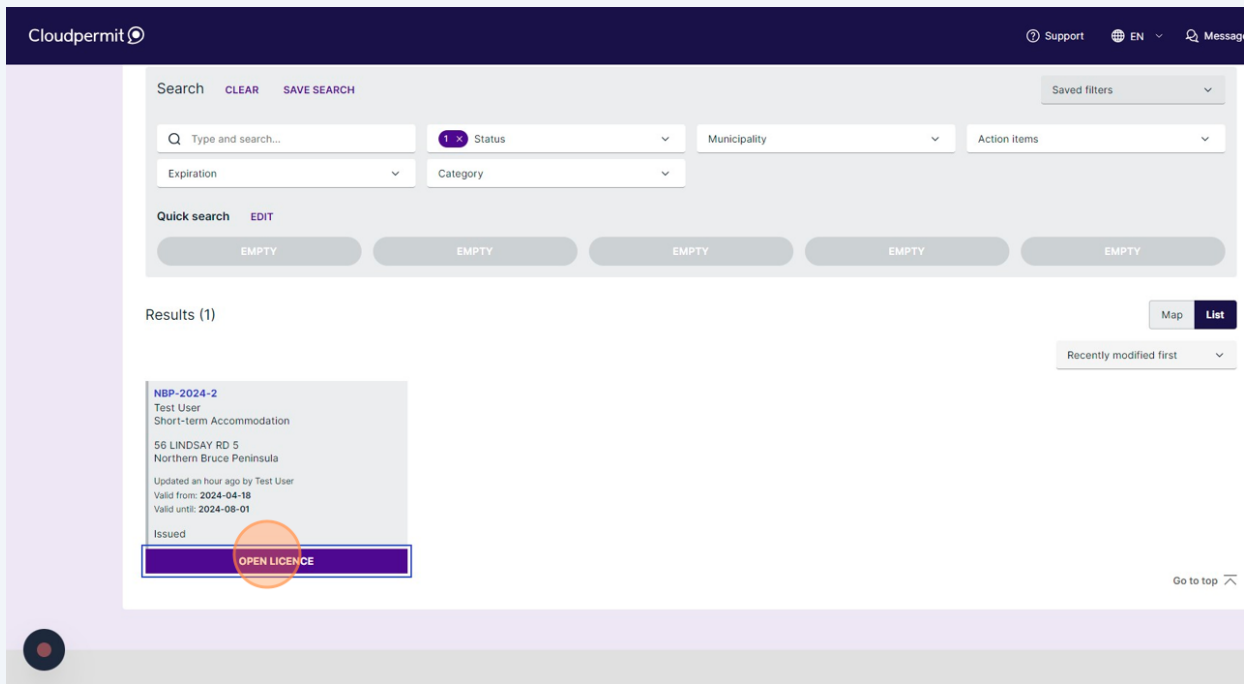 Cloudpermit
Support EN Message
Search CLEAR SAVE SEARCH Saved filters
Type and search... 1 × Status Municipality Action items
Expiration Category
Quick search EDIT
EMPTY EMPTY EMPTY EMPTY EMPTY
Results (1) Map List
Recently modified first
NBP-2024-2
Test User
Short-term Accommodation
56 LINDSAY RD 5
Northern Bruce Peninsula
Updated an hour ago by Test User
Valid from: 2024-04-18
Valid until: 2024-08-01
Issued
OPEN LICENCE
Go to top